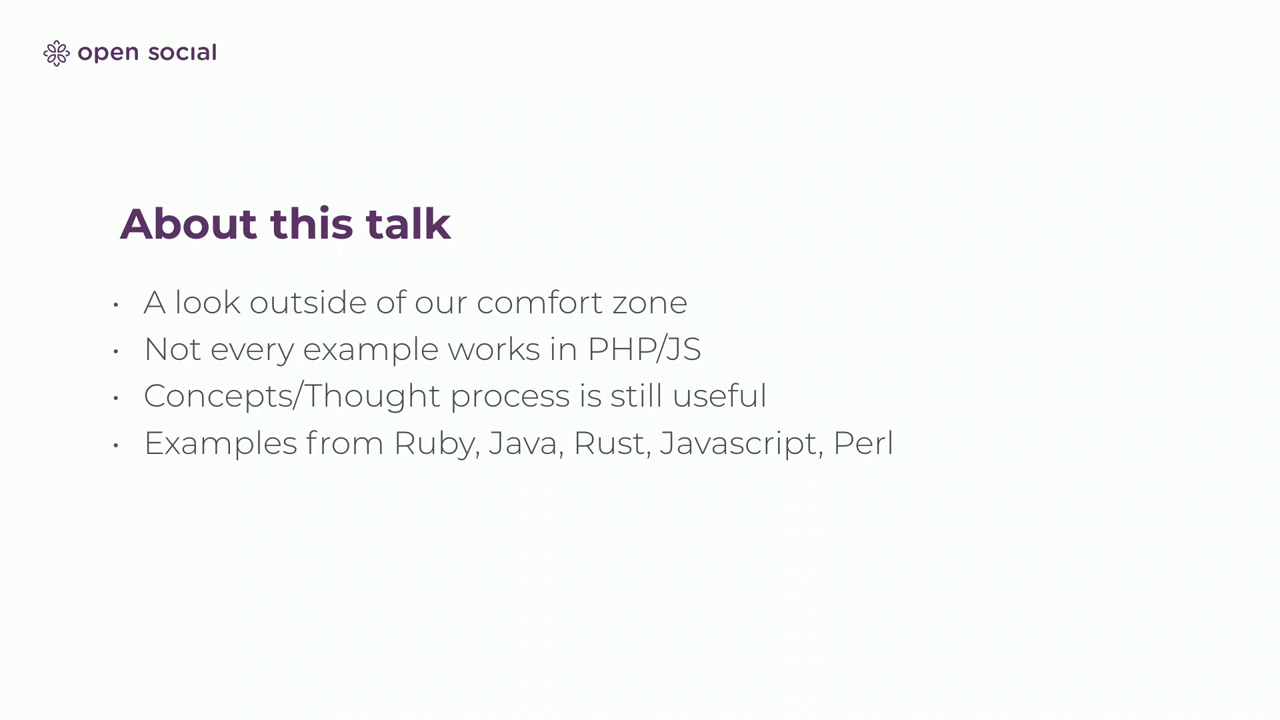 open social
About this talk
• A look outside of our comfort zone
• Not every example works in PHP/JS
• Concepts/Thought process is still useful
• Examples from Ruby, Java, Rust, Javascript, Perl